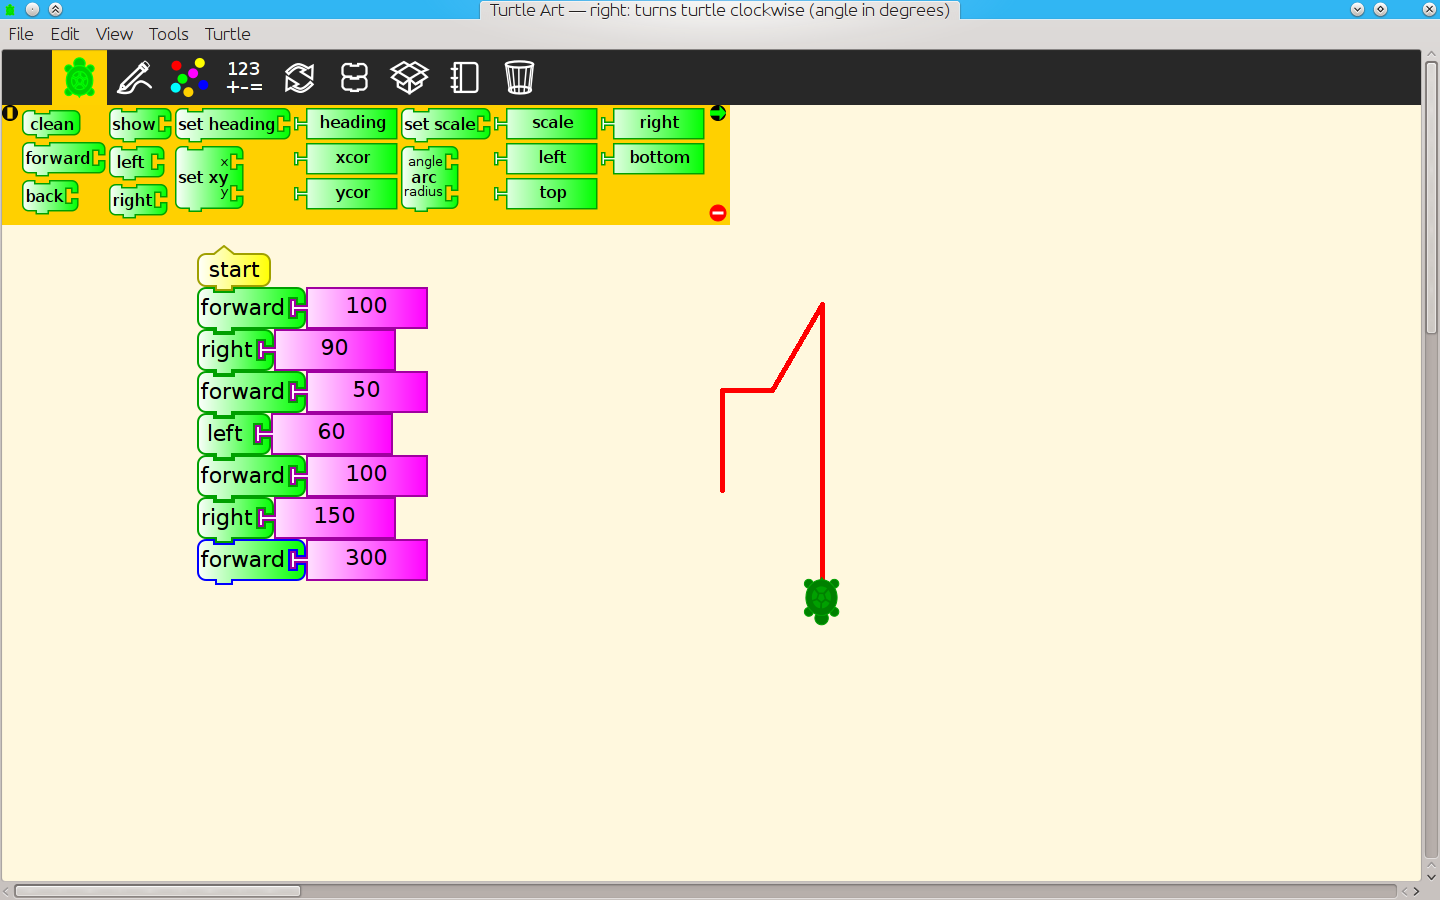 Turtle Art — right: turns turtle clockwise (angle in degrees)
File Edit View Tools Turtle
123
+-=
clean show set heading heading set scale scale right
forward left set xy x y xcor angle arc radius left bottom
back right ycor top
start
forward 100
right 90
forward 50
left 60
forward 100
right 150
forward 300